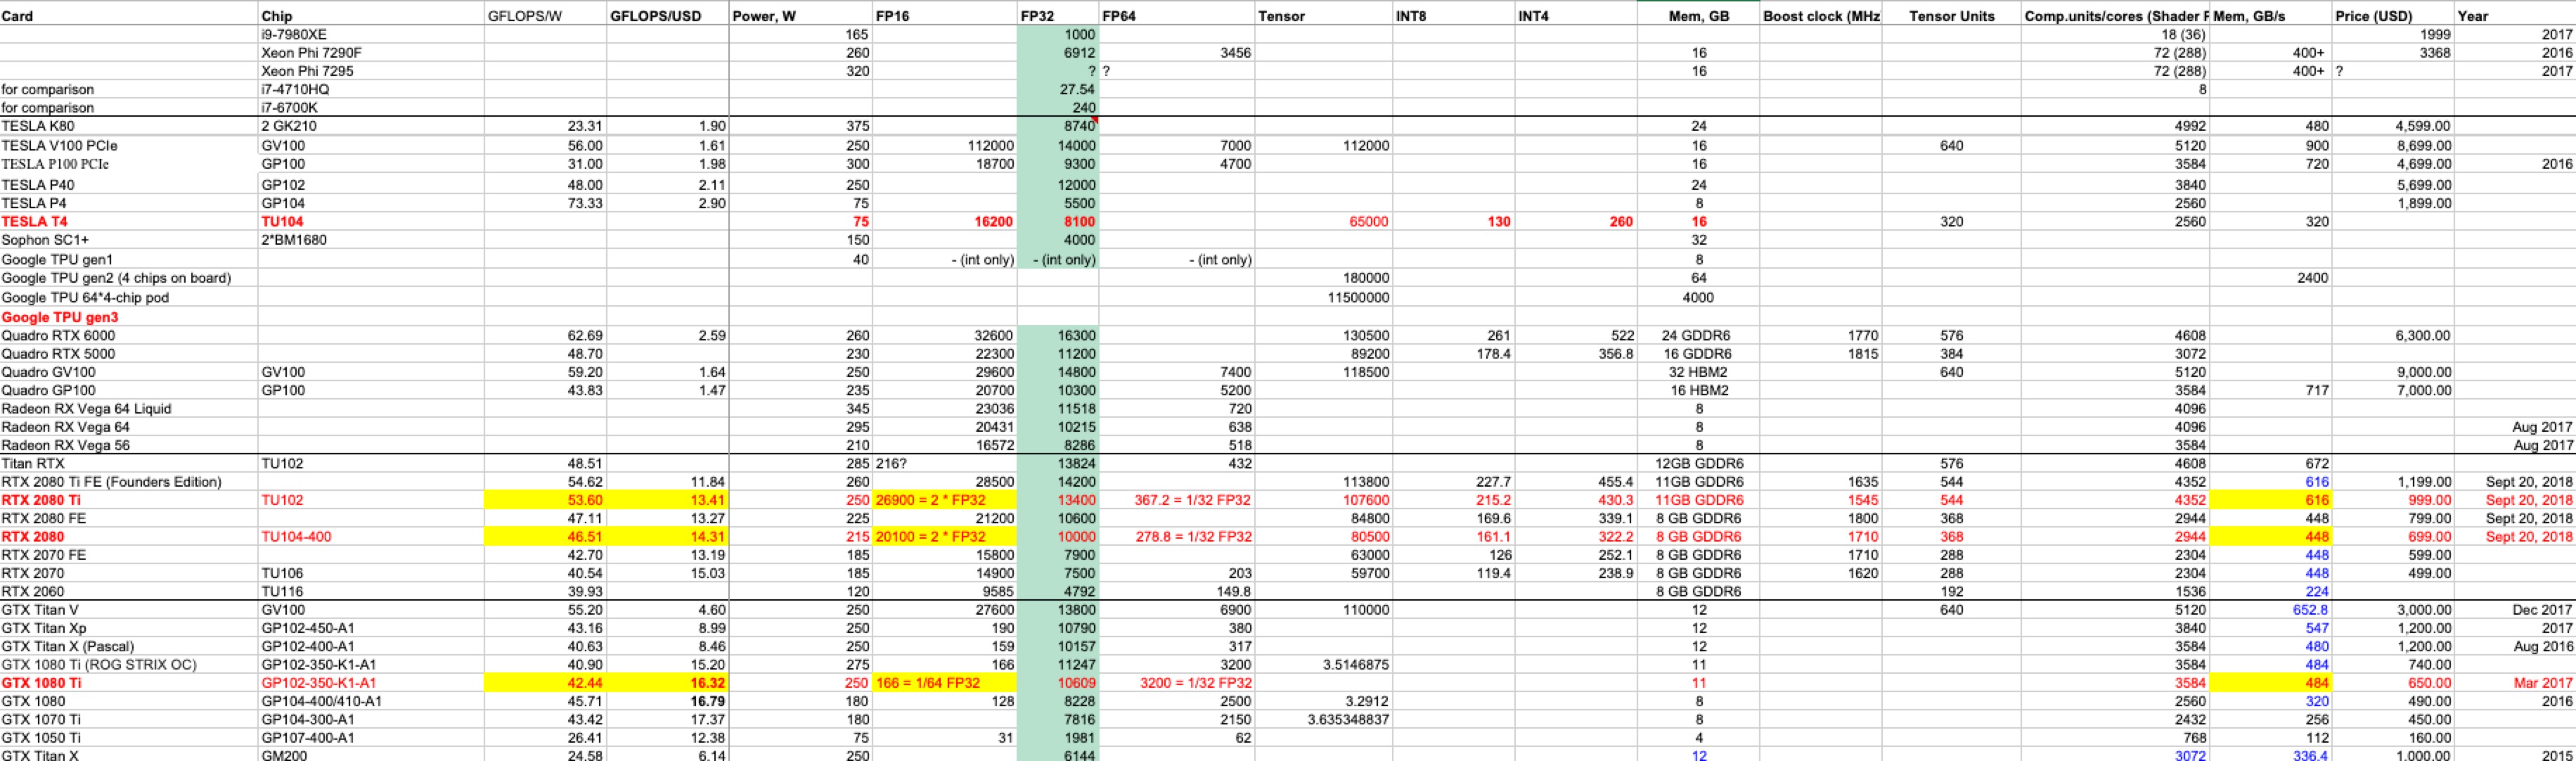 Card Chip GFLOPS/W GFLOPS/USD Power, W FP16 FP32 FP64 Tensor INT8 INT4 Mem, GB Boost clock (MHz Tensor Units Comp.units/cores (Shader F Mem, GB/s Price (USD) Year
i9-7980XE 165 1000 18 (36) 1999 2017
Xeon Phi 7290F 260 6912 3456 16 72 (288) 400+ 3368 2016
Xeon Phi 7295 320 ? ? 16 72 (288) 400+ ? 2017
for comparison i7-4710HQ 27.54 8
for comparison i7-6700K 240
TESLA K80 2 GK210 23.31 1.90 375 8740 24 4992 480 4,599.00
TESLA V100 PCIe GV100 56.00 1.61 250 112000 14000 7000 112000 16 640 5120 900 8,699.00
TESLA P100 PCIe GP100 31.00 1.98 300 18700 9300 4700 16 3584 720 4,699.00 2016
TESLA P40 GP102 48.00 2.11 250 12000 24 3840 5,699.00
TESLA P4 GP104 73.33 2.90 75 5500 8 2560 1,899.00
TESLA T4 TU104 75 16200 8100 65000 130 260 16 320 2560 320
Sophon SC1+ 2*BM1680 150 4000 32
Google TPU gen1 40 - (int only) - (int only) - (int only) 8
Google TPU gen2 (4 chips on board) 180000 64 2400
Google TPU 64*4-chip pod 11500000 4000
Google TPU gen3
Quadro RTX 6000 62.69 2.59 260 32600 16300 130500 261 522 24 GDDR6 1770 576 4608 6,300.00
Quadro RTX 5000 48.70 230 22300 11200 89200 178.4 356.8 16 GDDR6 1815 384 3072
Quadro GV100 GV100 59.20 1.64 250 29600 14800 7400 118500 32 HBM2 640 5120 9,000.00
Quadro GP100 GP100 43.83 1.47 235 20700 10300 5200 16 HBM2 3584 717 7,000.00
Radeon RX Vega 64 Liquid 345 23036 11518 720 8 4096
Radeon RX Vega 64 295 20431 10215 638 8 4096 Aug 2017
Radeon RX Vega 56 210 16572 8286 518 8 3584 Aug 2017
Titan RTX TU102 48.51 285 216? 13824 432 12GB GDDR6 576 4608 672
RTX 2080 Ti FE (Founders Edition) 54.62 11.84 260 28500 14200 113800 227.7 455.4 11GB GDDR6 1635 544 4352 616 1,199.00 Sept 20, 2018
RTX 2080 Ti TU102 53.60 13.41 250 26900 = 2 * FP32 13400 367.2 = 1/32 FP32 107600 215.2 430.3 11GB GDDR6 1545 544 4352 616 999.00 Sept 20, 2018
RTX 2080 FE 47.11 13.27 225 21200 10600 84800 169.6 339.1 8 GB GDDR6 1800 368 2944 448 799.00 Sept 20, 2018
RTX 2080 TU104-400 46.51 14.31 215 20100 = 2 * FP32 10000 278.8 = 1/32 FP32 80500 161.1 322.2 8 GB GDDR6 1710 368 2944 448 699.00 Sept 20, 2018
RTX 2070 FE 42.70 13.19 185 15800 7900 63000 126 252.1 8 GB GDDR6 1710 288 2304 448 599.00
RTX 2070 TU106 40.54 15.03 185 14900 7500 203 59700 119.4 238.9 8 GB GDDR6 1620 288 2304 448 499.00
RTX 2060 TU116 39.93 120 9585 4792 149.8 8 GB GDDR6 192 1536 224
GTX Titan V GV100 55.20 4.60 250 27600 13800 6900 110000 12 640 5120 652.8 3,000.00 Dec 2017
GTX Titan Xp GP102-450-A1 43.16 8.99 250 190 10790 380 12 3840 547 1,200.00 2017
GTX Titan X (Pascal) GP102-400-A1 40.63 8.46 250 159 10157 317 12 3584 480 1,200.00 Aug 2016
GTX 1080 Ti (ROG STRIX OC) GP102-350-K1-A1 40.90 15.20 275 166 11247 3200 3.5146875 11 3584 484 740.00
GTX 1080 Ti GP102-350-K1-A1 42.44 16.32 250 166 = 1/64 FP32 10609 3200 = 1/32 FP32 11 3584 484 650.00 Mar 2017
GTX 1080 GP104-400/410-A1 45.71 16.79 180 128 8228 2500 3.2912 8 2560 320 490.00 2016
GTX 1070 Ti GP104-300-A1 43.42 17.37 180 7816 2150 3.635348837 8 2432 256 450.00
GTX 1050 Ti GP107-400-A1 26.41 12.38 75 31 1981 62 4 768 112 160.00
GTX Titan X GM200 24.58 6.14 250 6144 12 3072 336.4 1,000.00 2015